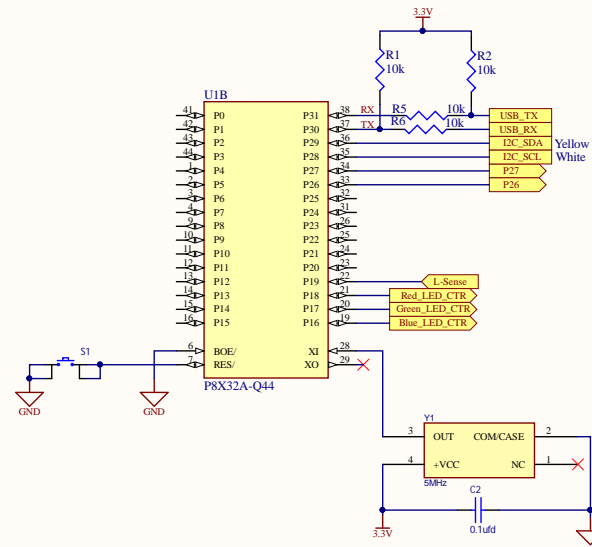 3.3V
R1
10k
R2
10k
U1B
41 P0 P31 38 RX R5 10k USB_TX
42 P1 P30 37 TX R6 10k USB_RX
43 P2 P29 36 I2C_SDA Yellow
44 P3 P28 35 I2C_SCL White
1 P4 P27 34 P27
2 P5 P26 33 P26
3 P6 P25 32
4 P7 P24 31
9 P8 P23 26
10 P9 P22 25
11 P10 P21 24
12 P11 P20 23
13 P12 P19 22 L-Sense
14 P13 P18 21 Red_LED_CTR
15 P14 P17 20 Green_LED_CTR
16 P15 P16 19 Blue_LED_CTR
6 BOE/ XI 28
S1 7 RES/ XO 29
P8X32A-Q44
GND
GND
Y1
3 OUT COM/CASE 2
4 +VCC NC 1
5MHz
C2
0.1ufd
3.3V